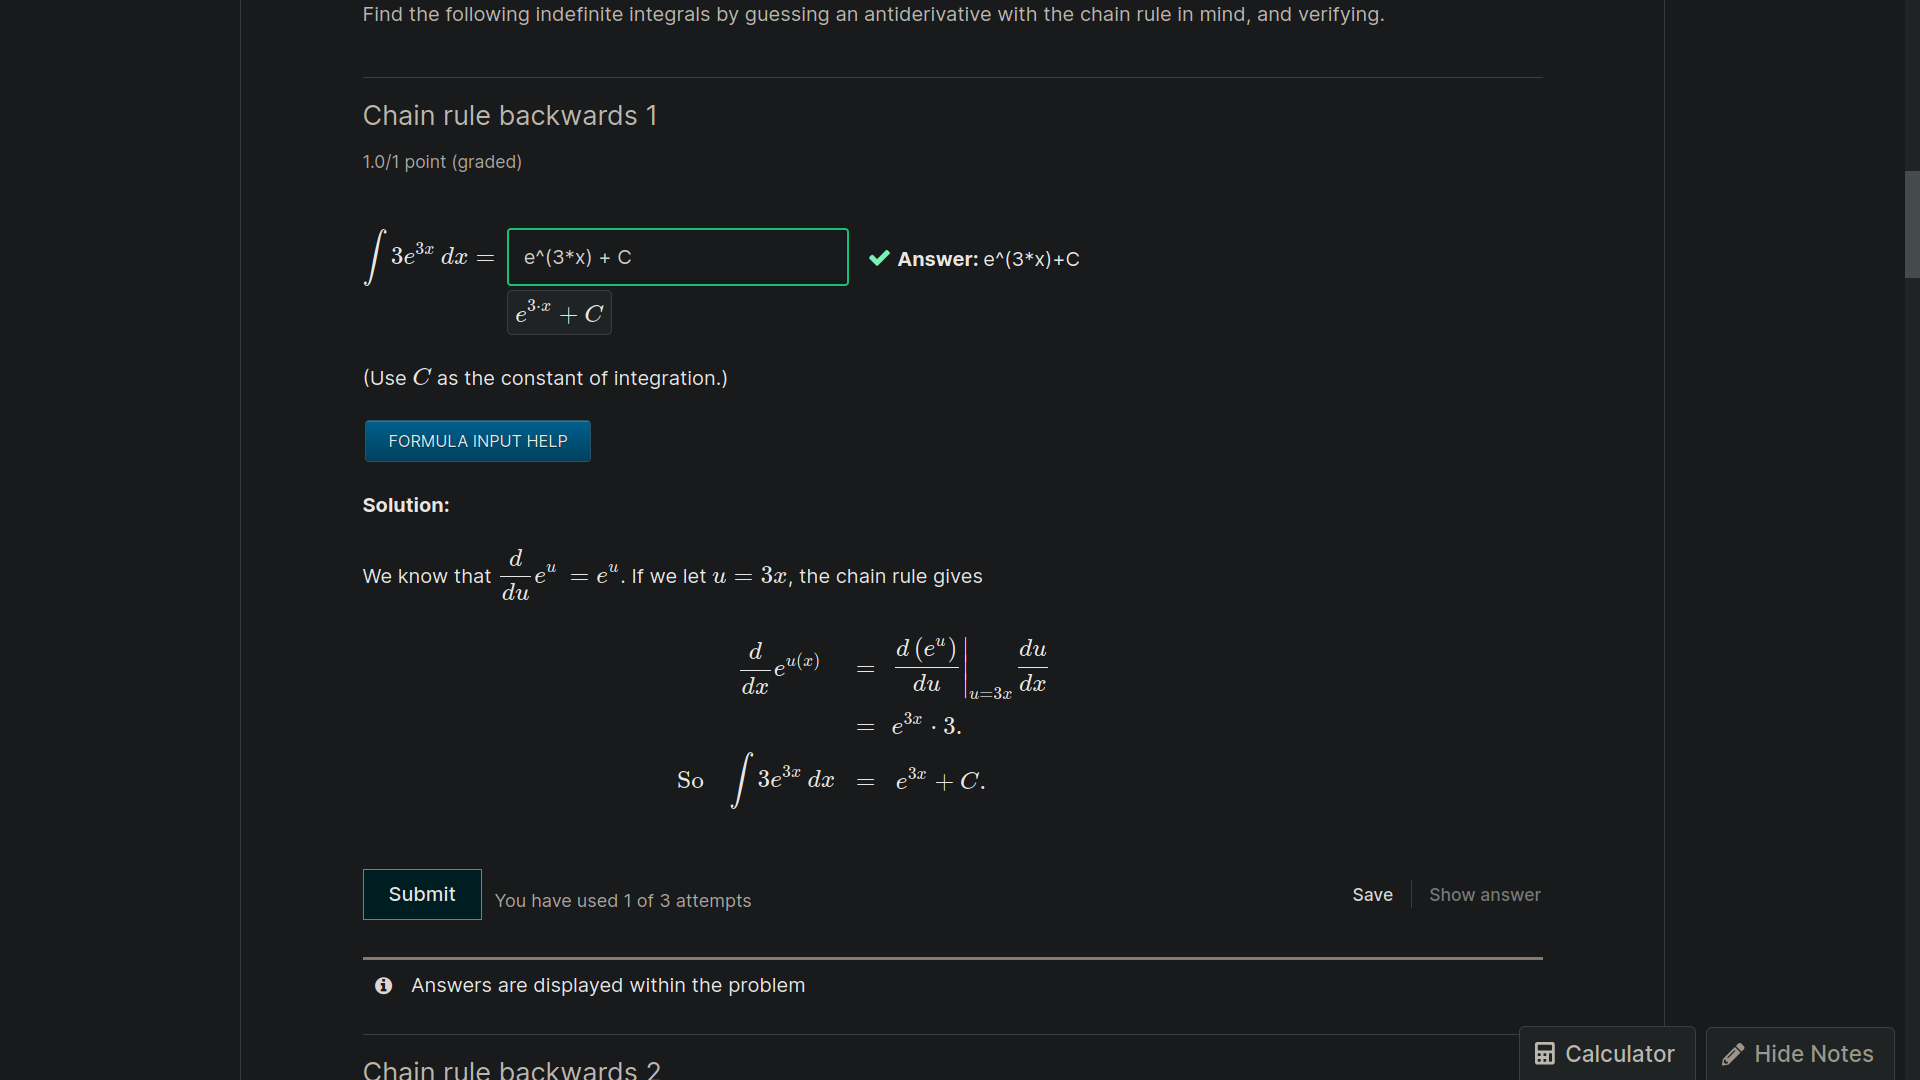 Find the following indefinite integrals by guessing an antiderivative with the chain rule in mind, and verifying.
Chain rule backwards 1
1.0/1 point (graded)
∫ 3e^{3x} dx = e^(3*x) + C ✔ Answer: e^(3*x)+C
e^{3·x} + C
(Use C as the constant of integration.)
FORMULA INPUT HELP
Solution:
We know that \frac{d}{du}e^u = e^u. If we let u = 3x, the chain rule gives
\frac{d}{dx}e^{u(x)} = \frac{d(e^u)}{du}|_{u=3x} \frac{du}{dx}
= e^{3x} · 3.
So ∫ 3e^{3x} dx = e^{3x} + C.
Submit You have used 1 of 3 attempts Save Show answer
Answers are displayed within the problem
Chain rule backwards 2
Calculator Hide Notes